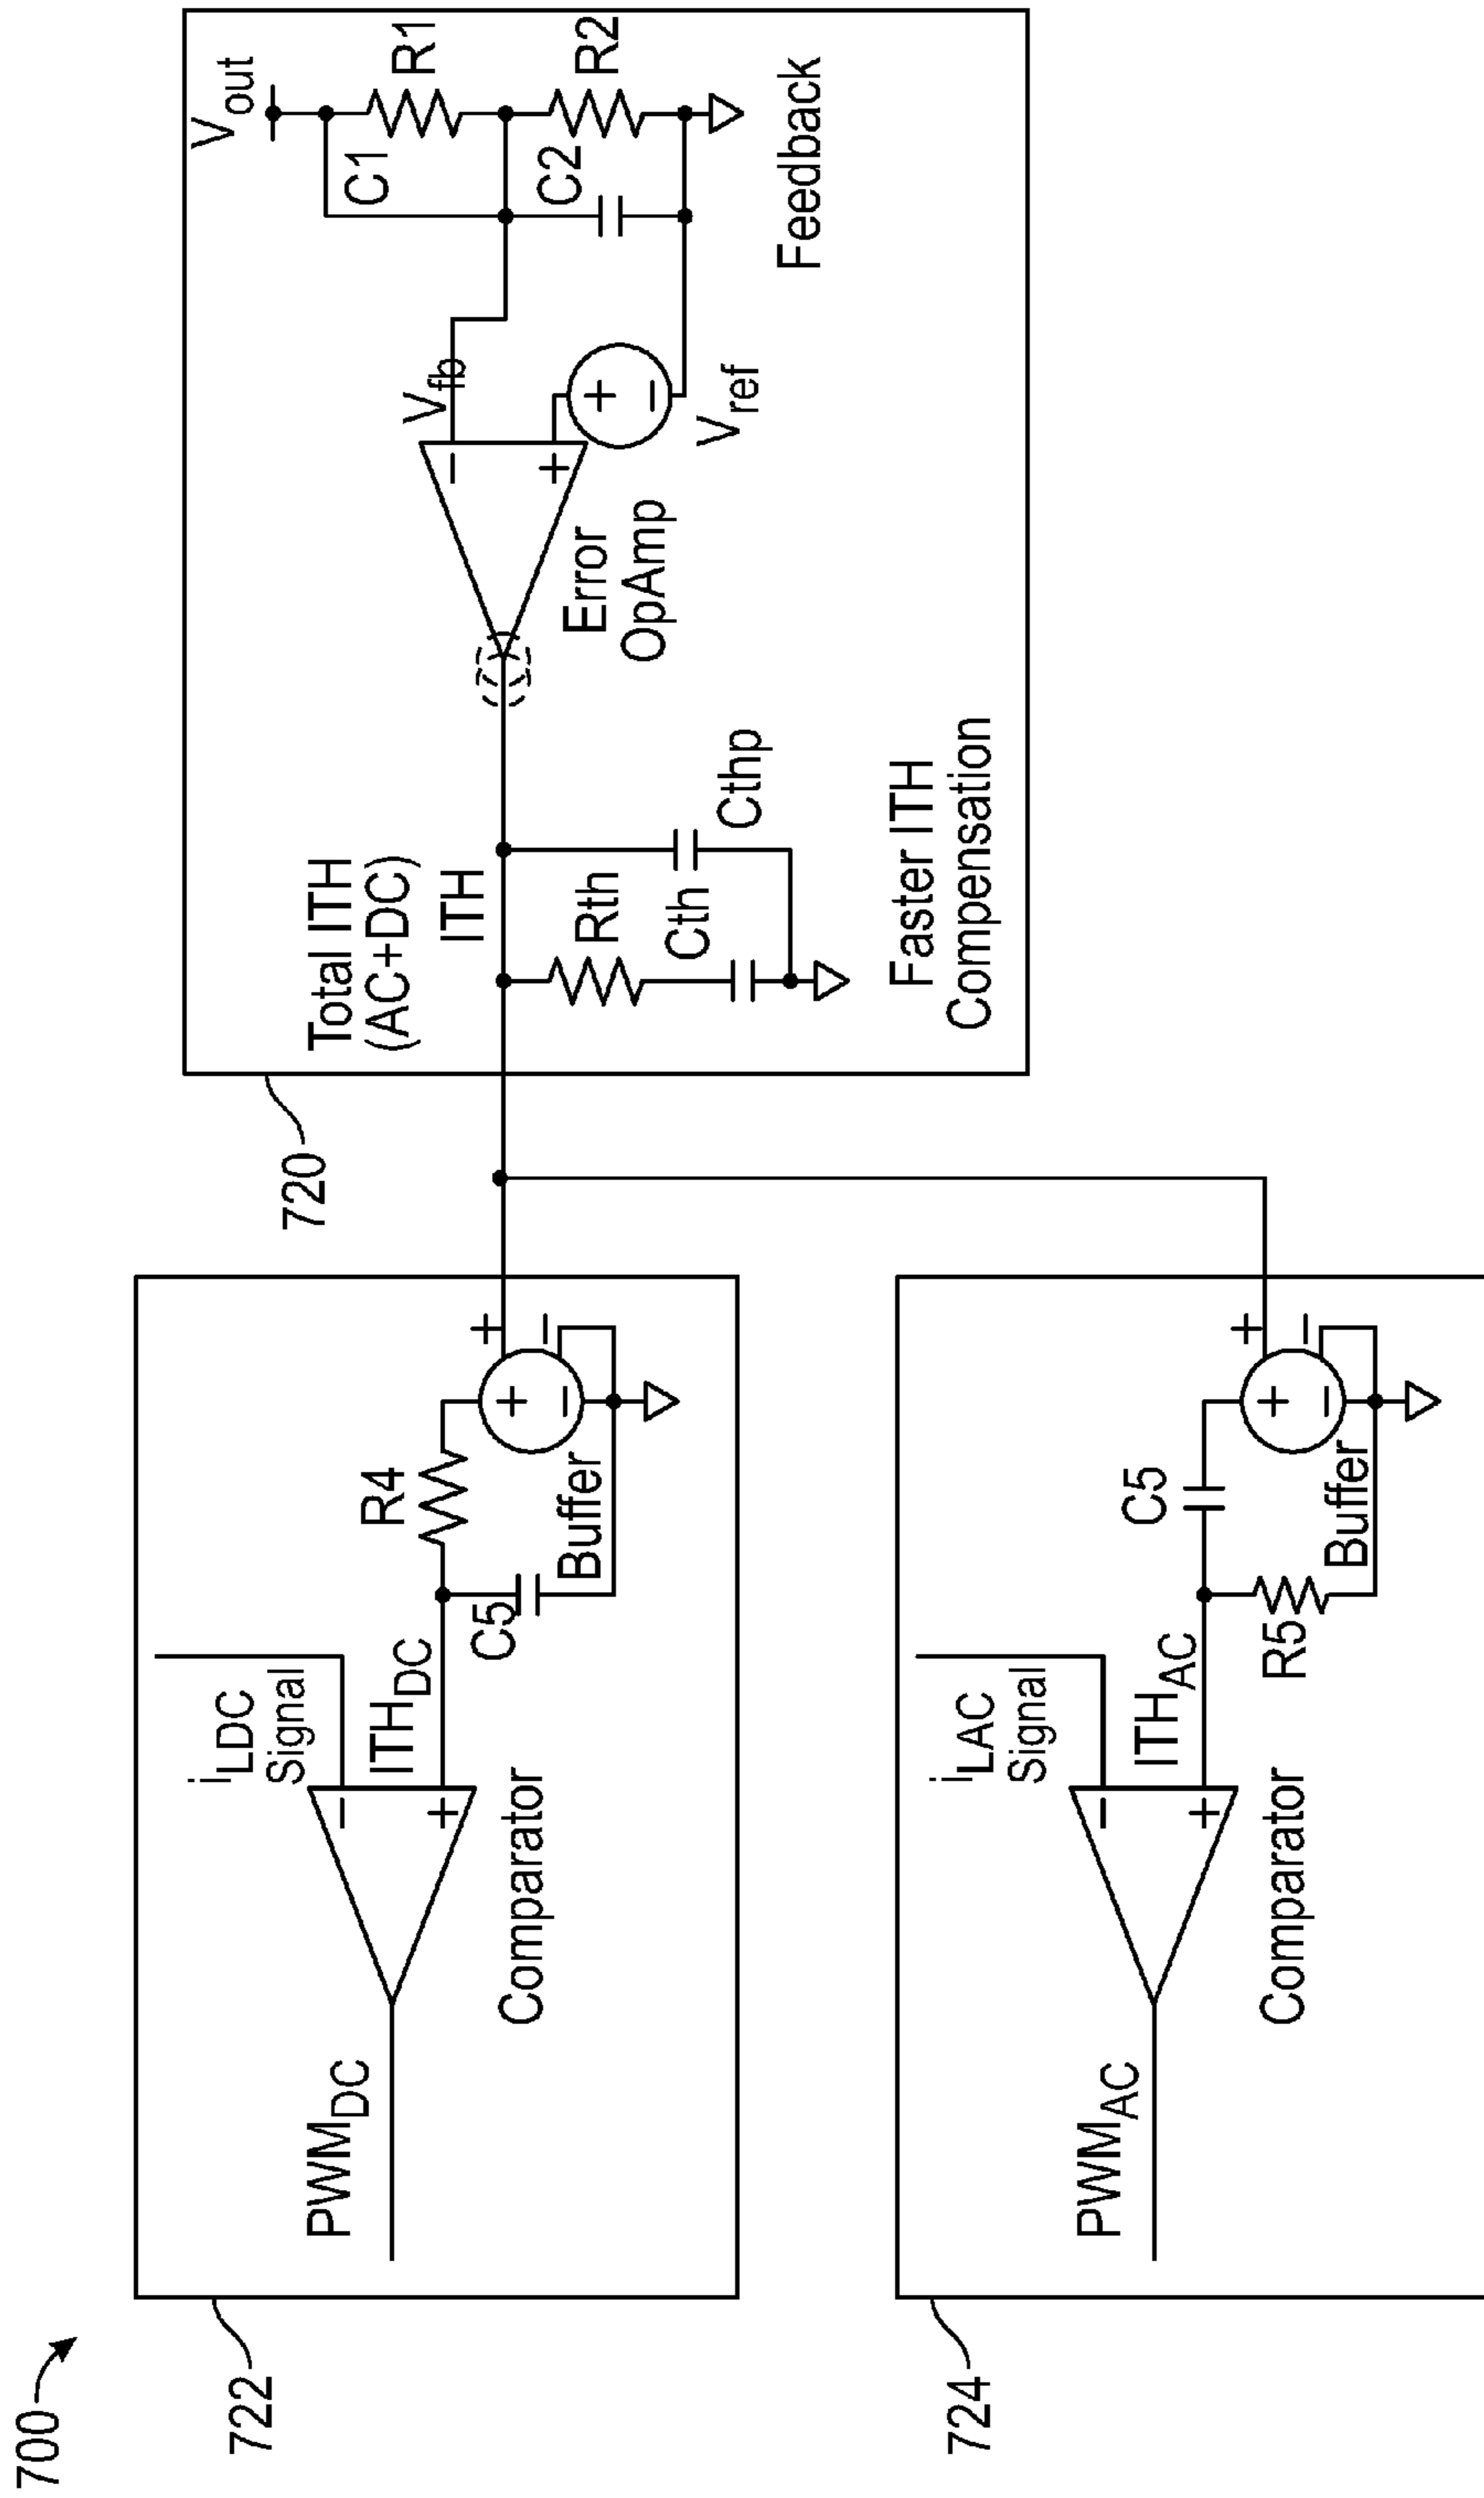 700
722
PWM_DC
Comparator
i_LDC
Signal
ITH_DC
C5
R4
Buffer
+
−
+
−
−
+
720
Total ITH
(AC+DC)
ITH
Rth
Cth
Cthp
Faster ITH
Compensation
Error
OpAmp
−
+
V_fb
+
−
V_ref
V_out
C1
R1
C2
R2
Feedback
724
PWM_AC
Comparator
i_LAC
Signal
ITH_AC
−
+
R5
C5
Buffer
+
−
+
−